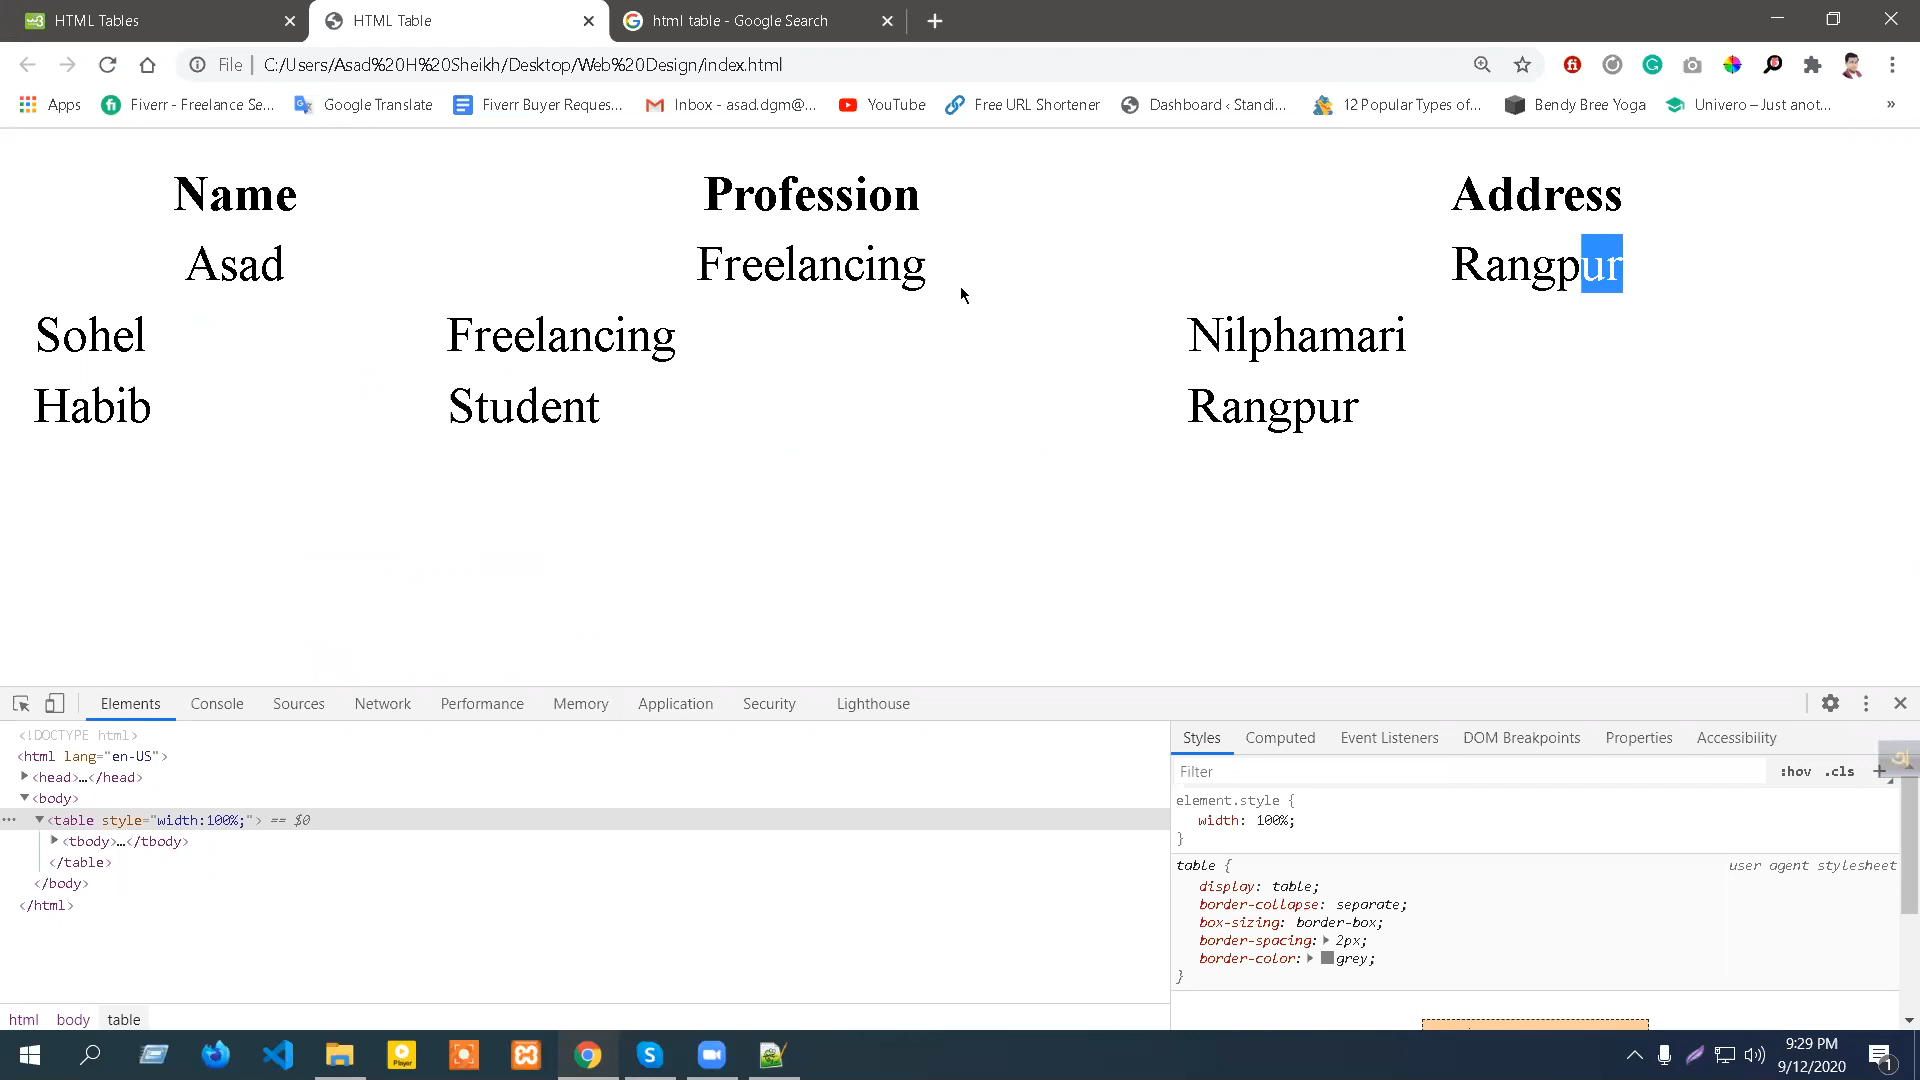 HTML Tables HTML Table html table - Google Search
File C:/Users/Asad%20H%20Sheikh/Desktop/Web%20Design/index.html
Apps Fiverr - Freelance Se... Google Translate Fiverr Buyer Reques... Inbox - asad.dgm@... YouTube Free URL Shortener Dashboard ‹ Standi... 12 Popular Types of... Bendy Bree Yoga Univero – Just anot... »
Name Profession Address
Asad Freelancing Rangpur
Sohel Freelancing Nilphamari
Habib Student Rangpur
Elements Console Sources Network Performance Memory Application Security Lighthouse
<!DOCTYPE html>
<html lang="en-US">
<head>…</head>
<body>
<table style="width:100%;"> == $0
<tbody>…</tbody>
</table>
</body>
</html>
html body table
Styles Computed Event Listeners DOM Breakpoints Properties Accessibility
Filter :hov .cls +
element.style {
width: 100%;
}
table { user agent stylesheet
display: table;
border-collapse: separate;
box-sizing: border-box;
border-spacing: 2px;
border-color: grey;
}
Player
9:29 PM
9/12/2020
1